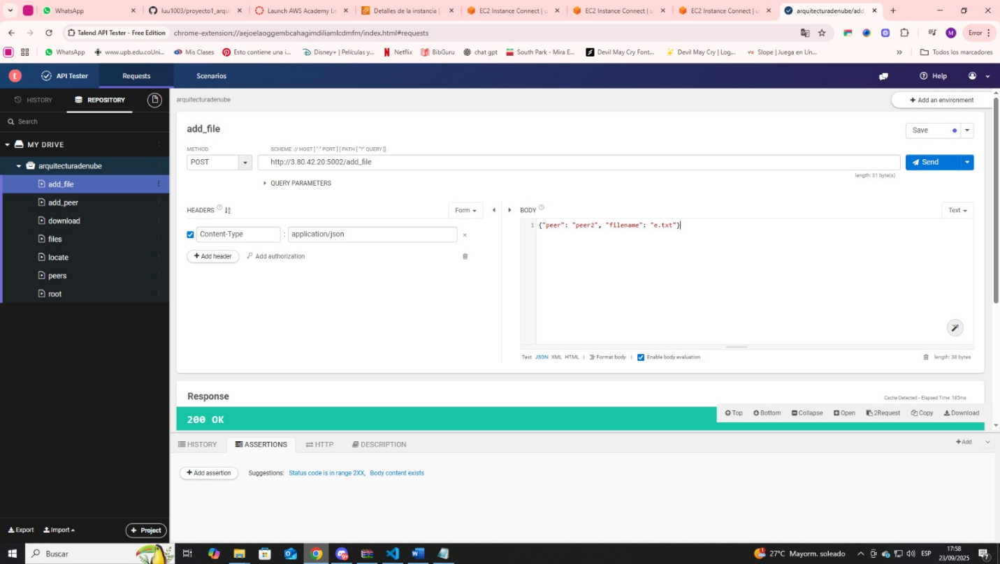 WhatsApp
luu1003/proyecto1_arqu
Launch AWS Academy Le
Detalles de la instancia |
EC2 Instance Connect | u
EC2 Instance Connect | u
EC2 Instance Connect | u
arquitecturadenube/add
Talend API Tester - Free Edition
chrome-extension://aejoelaoggembcahagimdiliamlcdmfm/index.html#requests
M
Error
WhatsApp
www.upb.edu.coUni...
Mis Clases
Esto contiene una i...
Disney+ | Películas y...
Netflix
BibGuru
chat gpt
South Park - Mira E...
Devil May Cry Font...
Devil May Cry | Log...
Slope | Juega en Lín...
Todos los marcadores
t
API Tester
Requests
Scenarios
Help
HISTORY
REPOSITORY
arquitecturadenube
+ Add an environment
Search
MY DRIVE
arquitecturadenube
add_file
add_peer
download
files
locate
peers
root
add_file
Save
METHOD
SCHEME :// HOST [ ":" PORT ] [ PATH [ "?" QUERY ]]
POST
http://3.80.42.20:5002/add_file
Send
length: 31 byte(s)
QUERY PARAMETERS
HEADERS
Form
BODY
Text
Content-Type : application/json
+ Add header
Add authorization
1 {"peer": "peer2", "filename": "e.txt"}
Text JSON XML HTML | Format body | Enable body evaluation
length: 38 bytes
Response
Cache Detected - Elapsed Time: 185ms
200 OK
Top Bottom Collapse Open 2Request Copy Download
HISTORY
ASSERTIONS
HTTP
DESCRIPTION
+ Add
+ Add assertion
Suggestions: Status code is in range 2XX, Body content exists
Export
Import
+ Project
Buscar
27°C Mayorm. soleado
ESP
17:58
23/09/2025